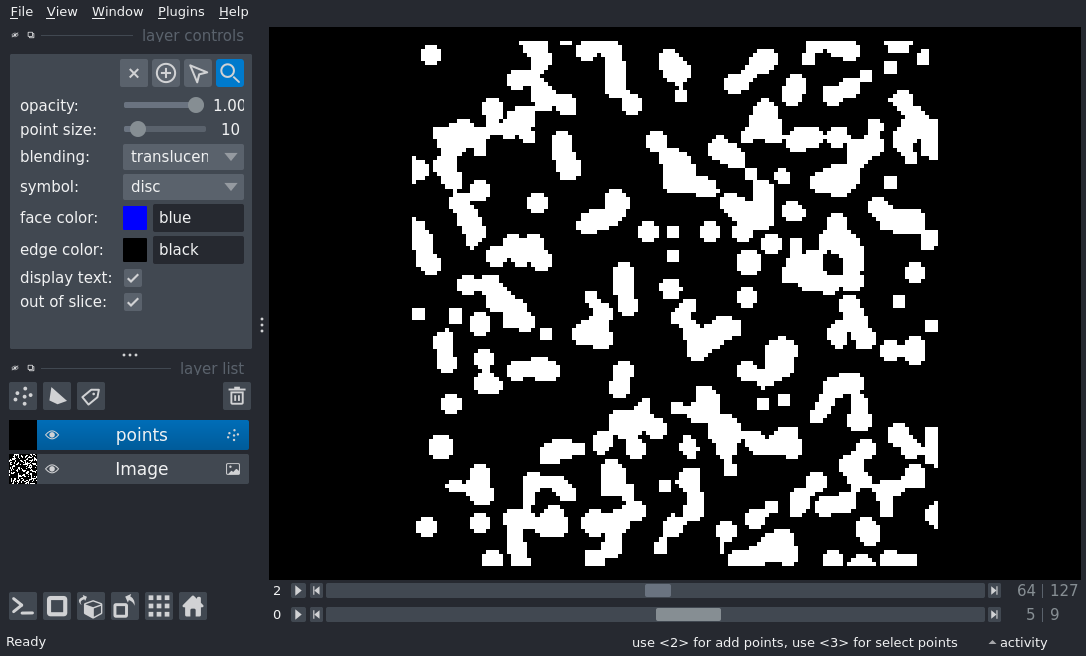 File View Window Plugins Help
layer controls
opacity: 1.00
point size: 10
blending: translucen
symbol: disc
face color: blue
edge color: black
display text:
out of slice:
layer list
points
Image
2 64 | 127
0 5 | 9
Ready use <2> for add points, use <3> for select points activity